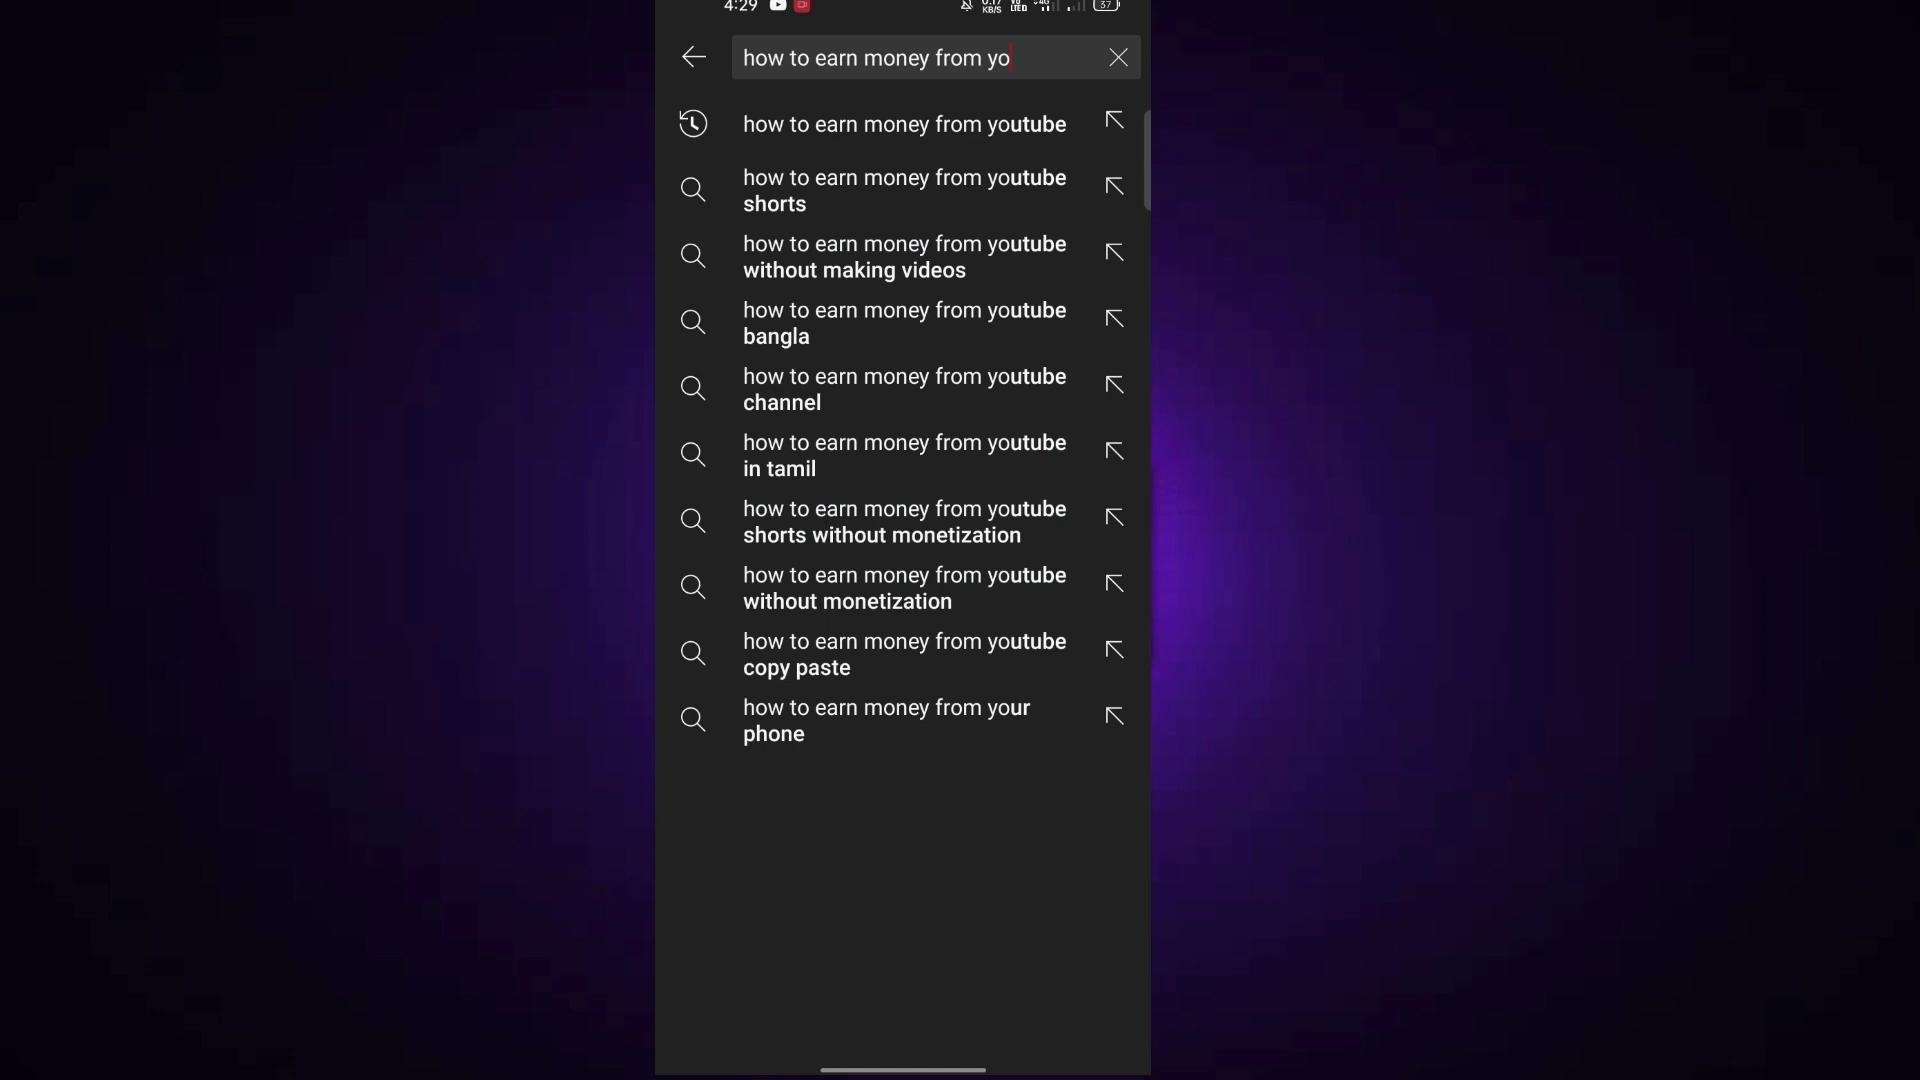 4:29
KB/S
37
how to earn money from yo
how to earn money from youtube
how to earn money from youtube
shorts
how to earn money from youtube
without making videos
how to earn money from youtube
bangla
how to earn money from youtube
channel
how to earn money from youtube
in tamil
how to earn money from youtube
shorts without monetization
how to earn money from youtube
without monetization
how to earn money from youtube
copy paste
how to earn money from your
phone